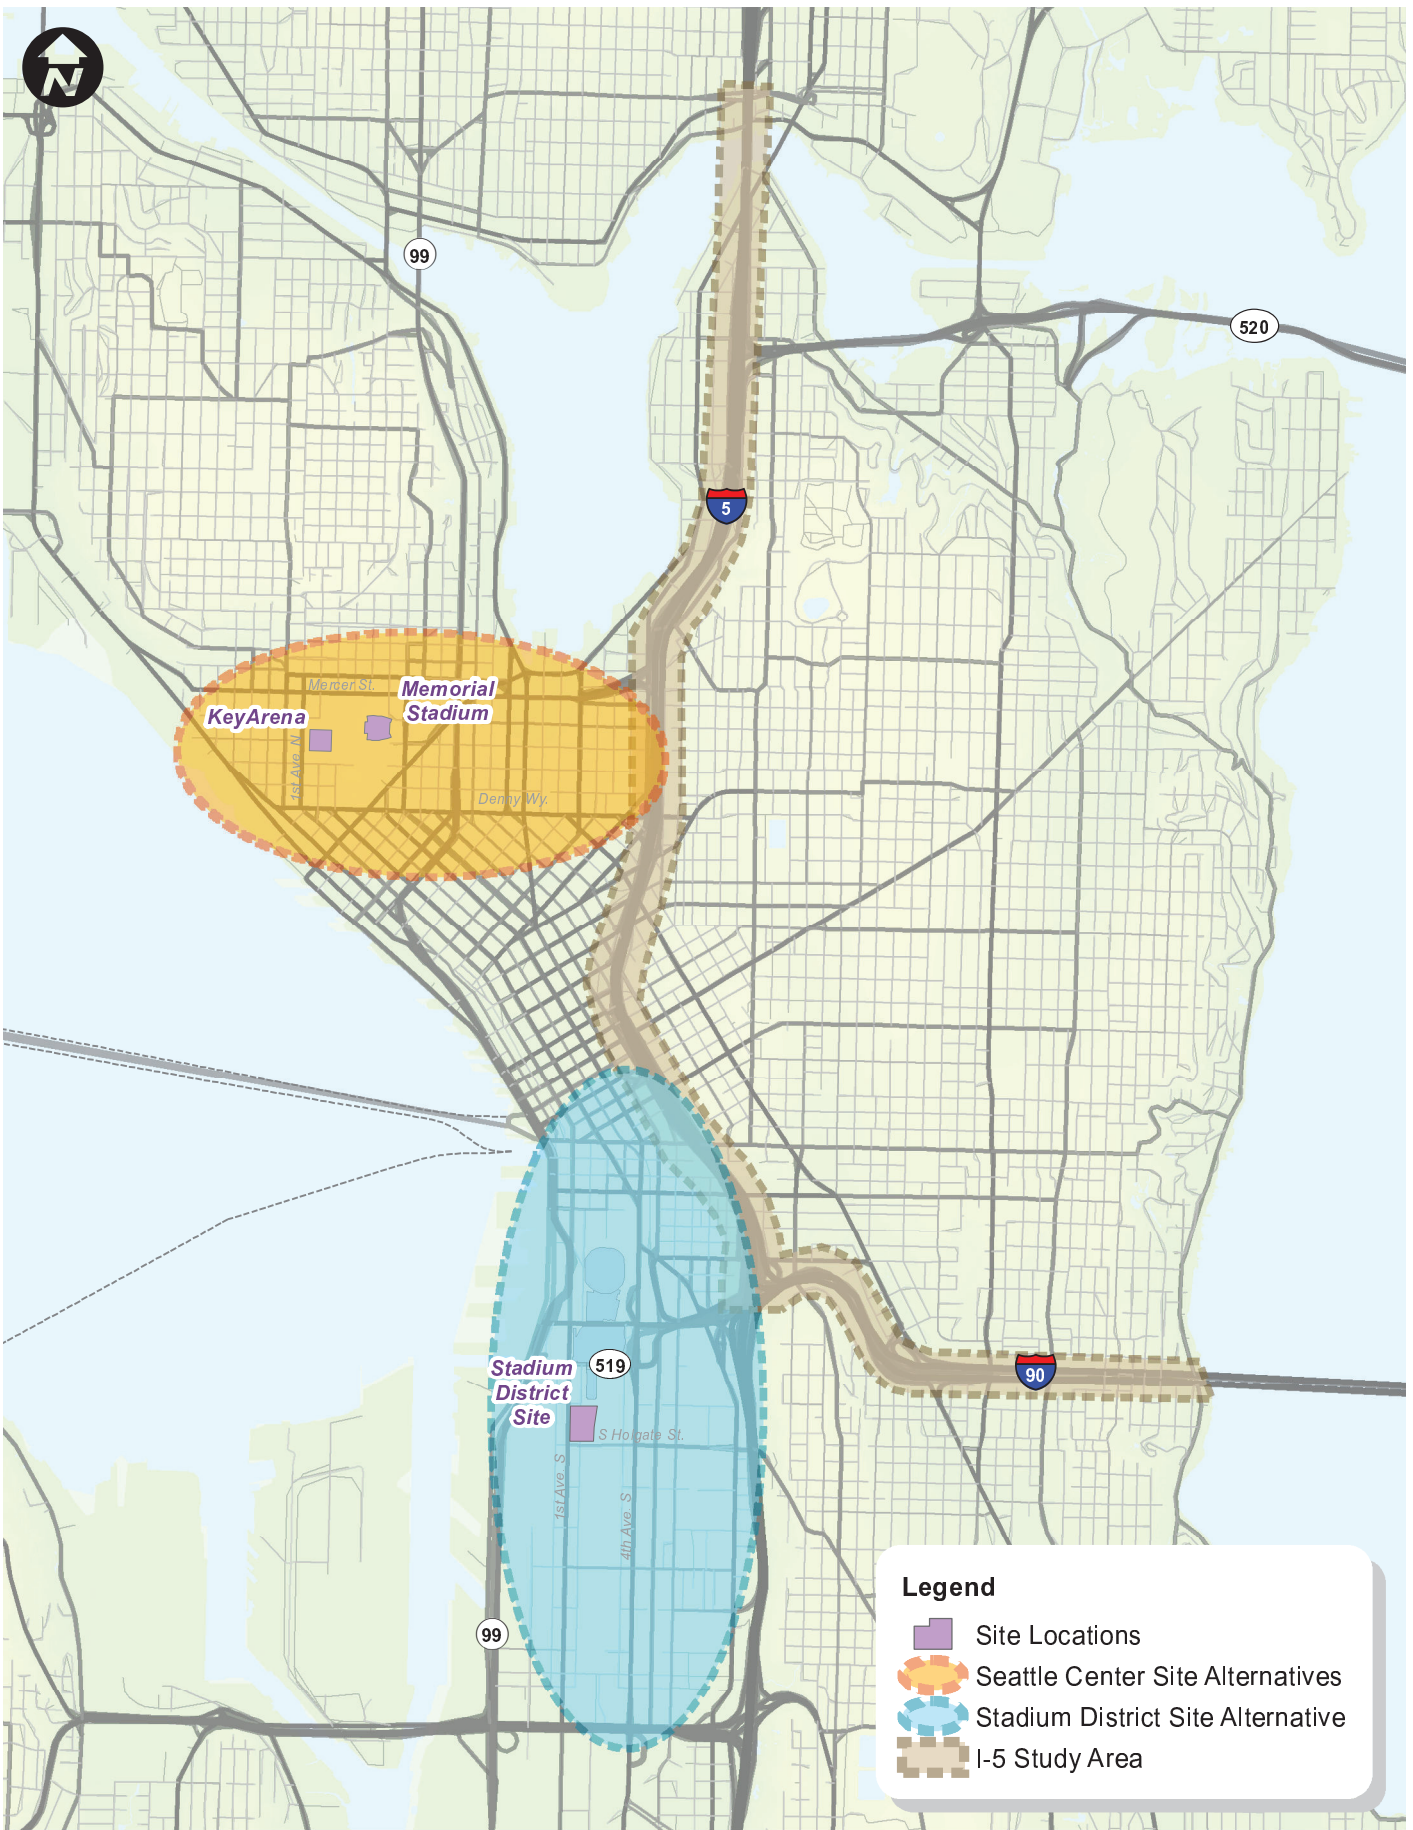 N
99
520
5
Mercer St.
Memorial
Stadium
KeyArena
1st Ave. N
Denny Wy.
Stadium
District
Site
519
S Holgate St.
1st Ave. S
4th Ave. S
90
99
Legend
Site Locations
Seattle Center Site Alternatives
Stadium District Site Alternative
I-5 Study Area